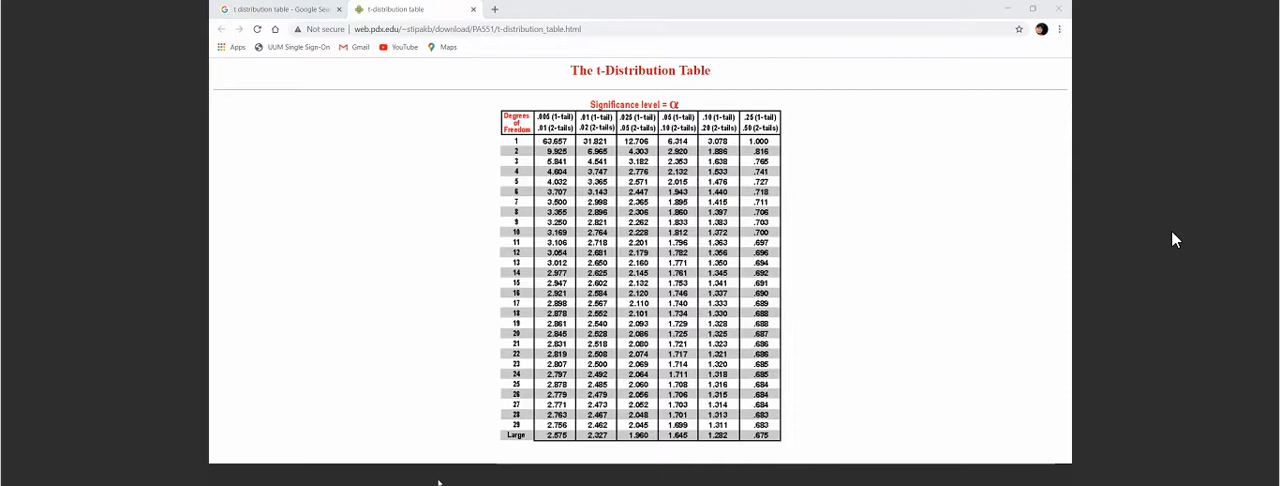 t distribution table - Google Sea
t-distribution table
Not secure
web.pdx.edu/~stipakb/download/PA551/t-distribution_table.html
Apps UUM Single Sign-On Gmail YouTube Maps
The t-Distribution Table
Significance level = α
Degrees of Freedom .005 (1-tail) .01 (1-tail) .025 (1-tail) .05 (1-tail) .10 (1-tail) .25 (1-tail)
.01 (2-tails) .02 (2-tails) .05 (2-tails) .10 (2-tails) .20 (2-tails) .50 (2-tails)
1 63.657 31.821 12.706 6.314 3.078 1.000
2 9.925 6.965 4.303 2.920 1.886 .816
3 5.841 4.541 3.182 2.353 1.638 .765
4 4.604 3.747 2.776 2.132 1.533 .741
5 4.032 3.365 2.571 2.015 1.476 .727
6 3.707 3.143 2.447 1.943 1.440 .718
7 3.500 2.998 2.365 1.895 1.415 .711
8 3.355 2.896 2.306 1.860 1.397 .706
9 3.250 2.821 2.262 1.833 1.383 .703
10 3.169 2.764 2.228 1.812 1.372 .700
11 3.106 2.718 2.201 1.796 1.363 .697
12 3.054 2.681 2.179 1.782 1.356 .696
13 3.012 2.650 2.160 1.771 1.350 .694
14 2.977 2.625 2.145 1.761 1.345 .692
15 2.947 2.602 2.132 1.753 1.341 .691
16 2.921 2.584 2.120 1.746 1.337 .690
17 2.898 2.567 2.110 1.740 1.333 .689
18 2.878 2.552 2.101 1.734 1.330 .688
19 2.861 2.540 2.093 1.729 1.328 .688
20 2.845 2.528 2.086 1.725 1.325 .687
21 2.831 2.518 2.080 1.721 1.323 .686
22 2.819 2.508 2.074 1.717 1.321 .686
23 2.807 2.500 2.069 1.714 1.320 .685
24 2.797 2.492 2.064 1.711 1.318 .685
25 2.878 2.485 2.060 1.708 1.316 .684
26 2.779 2.479 2.056 1.706 1.315 .684
27 2.771 2.473 2.052 1.703 1.314 .684
28 2.763 2.467 2.048 1.701 1.313 .683
29 2.756 2.462 2.045 1.699 1.311 .683
Large 2.575 2.327 1.960 1.645 1.282 .675